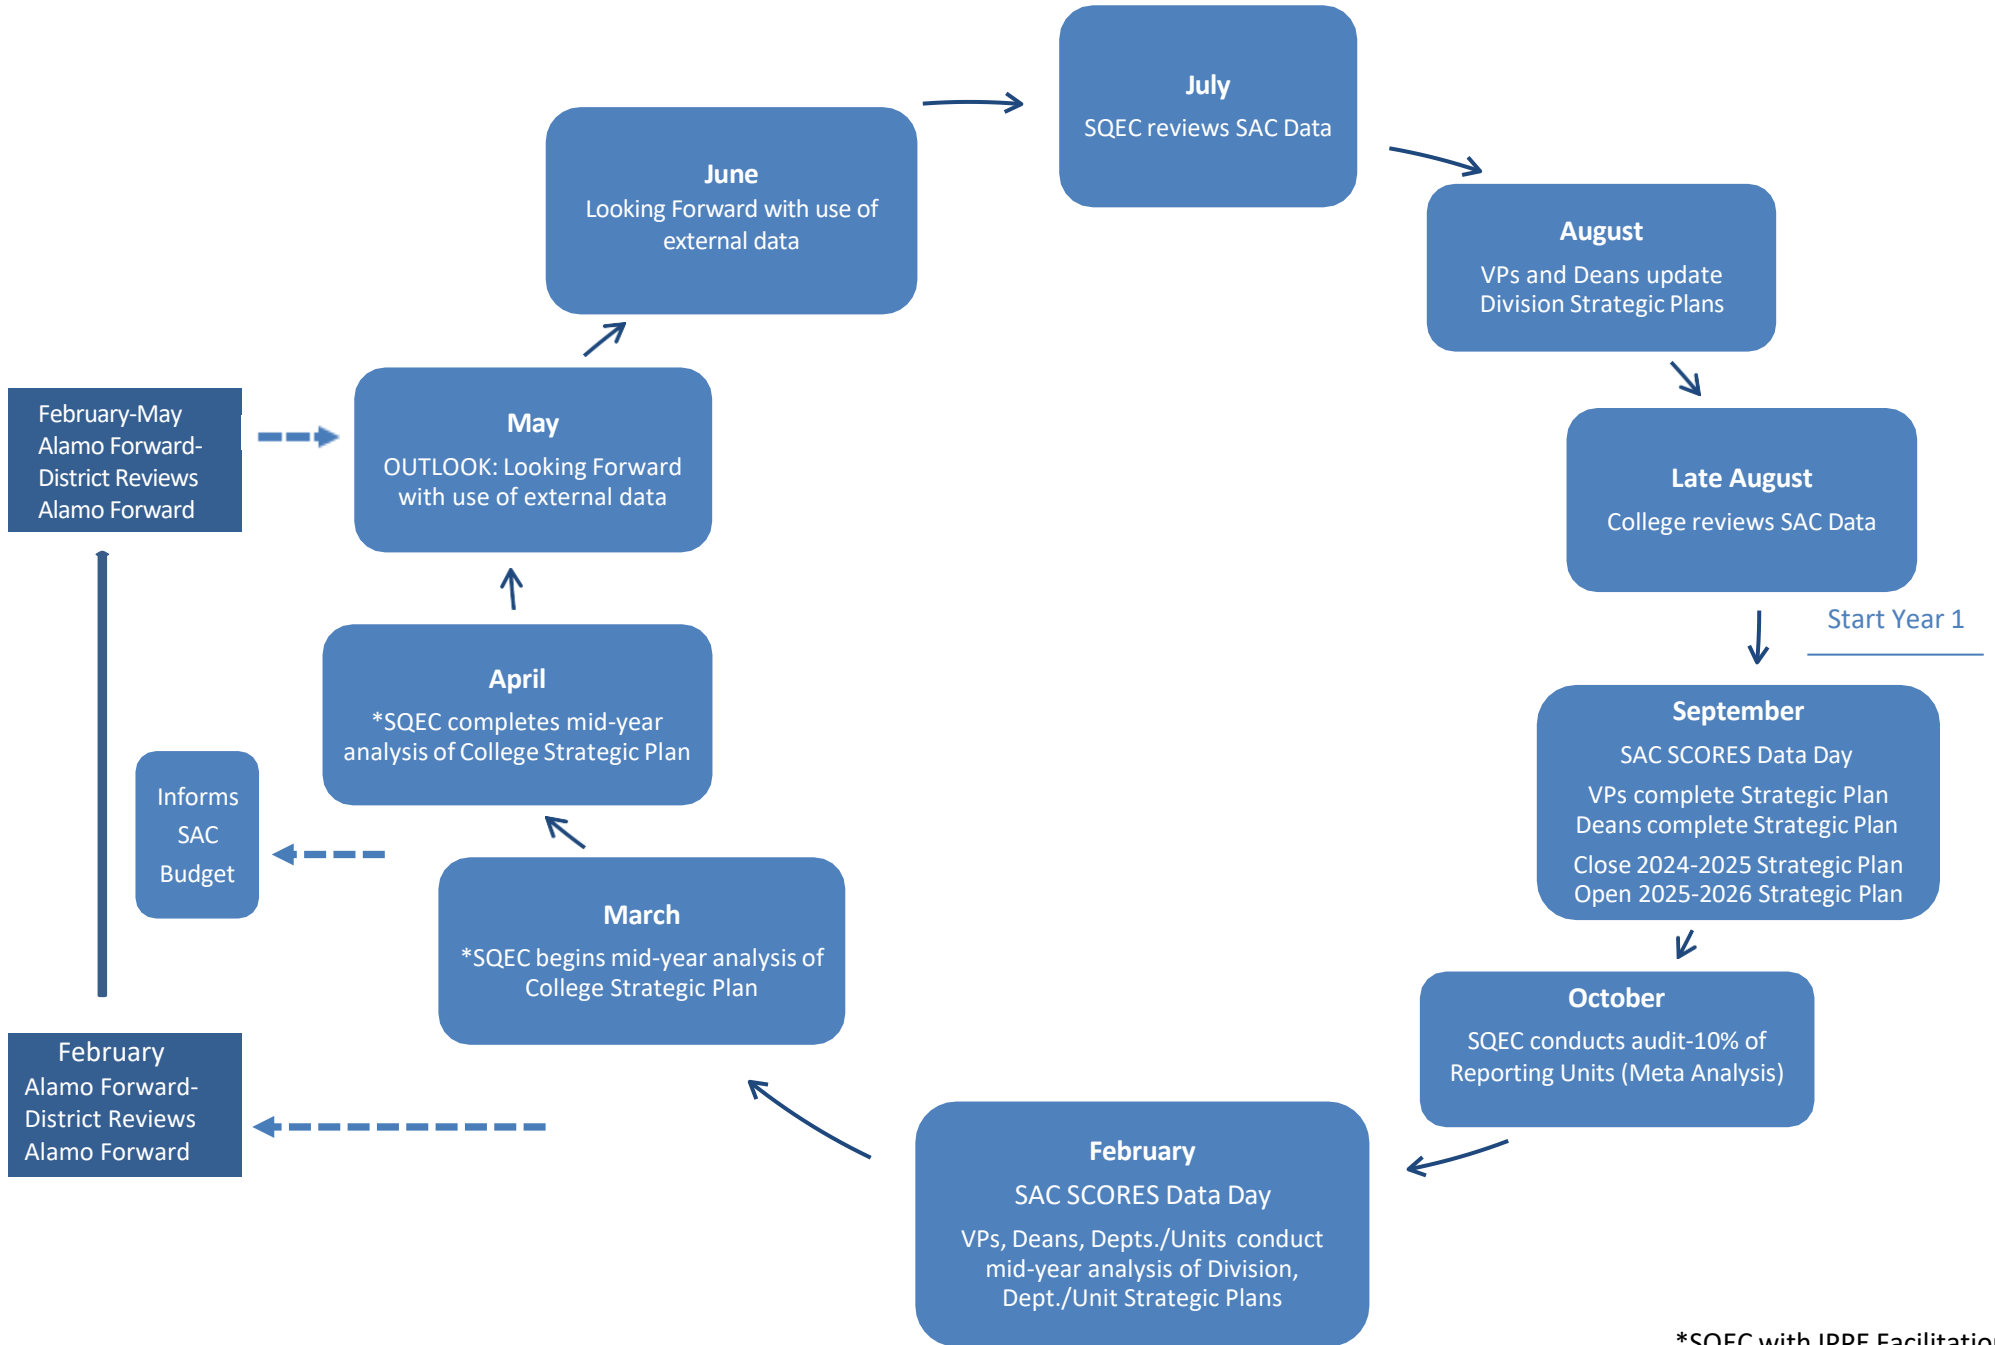 July
SQEC reviews SAC Data
June
Looking Forward with use of
external data
August
VPs and Deans update
Division Strategic Plans
February-May
Alamo Forward-
District Reviews
Alamo Forward
May
OUTLOOK: Looking Forward
with use of external data
Late August
College reviews SAC Data
Start Year 1
April
*SQEC completes mid-year
analysis of College Strategic Plan
September
SAC SCORES Data Day
VPs complete Strategic Plan
Deans complete Strategic Plan
Close 2024-2025 Strategic Plan
Open 2025-2026 Strategic Plan
Informs
SAC
Budget
March
*SQEC begins mid-year analysis of
College Strategic Plan
October
SQEC conducts audit-10% of
Reporting Units (Meta Analysis)
February
Alamo Forward-
District Reviews
Alamo Forward
February
SAC SCORES Data Day
VPs, Deans, Depts./Units conduct
mid-year analysis of Division,
Dept./Unit Strategic Plans
*SQEC with